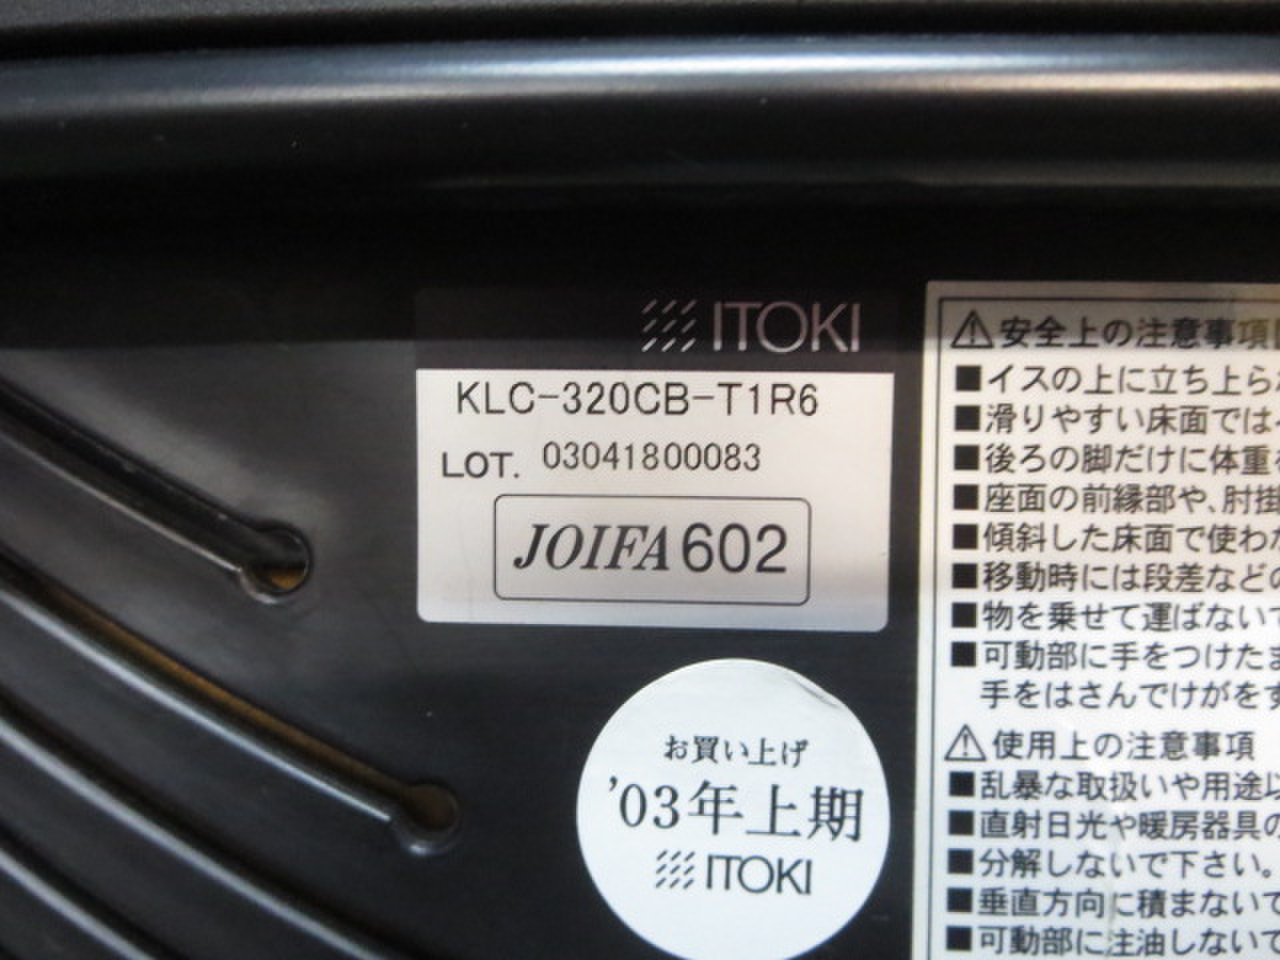 ITOKI
KLC-320CB-T1R6
LOT. 03041800083
JOIFA 602
お買い上げ
'03年上期
ITOKI
安全上の注意事項
■イスの上に立ち上ら
■滑りやすい床面では
■後ろの脚だけに体重
■座面の前縁部や、肘掛
■傾斜した床面で使わ
■移動時には段差などの
■物を乗せて運ばない
■可動部に手をつけたま
手をはさんでけがをす
使用上の注意事項
■乱暴な取扱いや用途以
■直射日光や暖房器具の
■分解しないで下さい。
■垂直方向に積まないで
■可動部に注油しないで